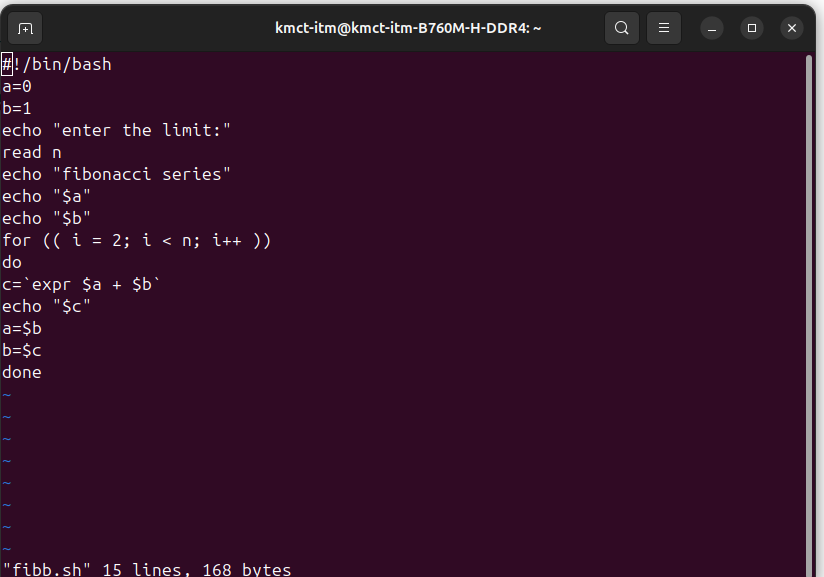 kmct-itm@kmct-itm-B760M-H-DDR4: ~
#!/bin/bash
a=0
b=1
echo "enter the limit:"
read n
echo "fibonacci series"
echo "$a"
echo "$b"
for (( i = 2; i < n; i++ ))
do
c=`expr $a + $b`
echo "$c"
a=$b
b=$c
done
~
~
~
~
~
~
~
~
"fibb.sh" 15 lines, 168 bytes